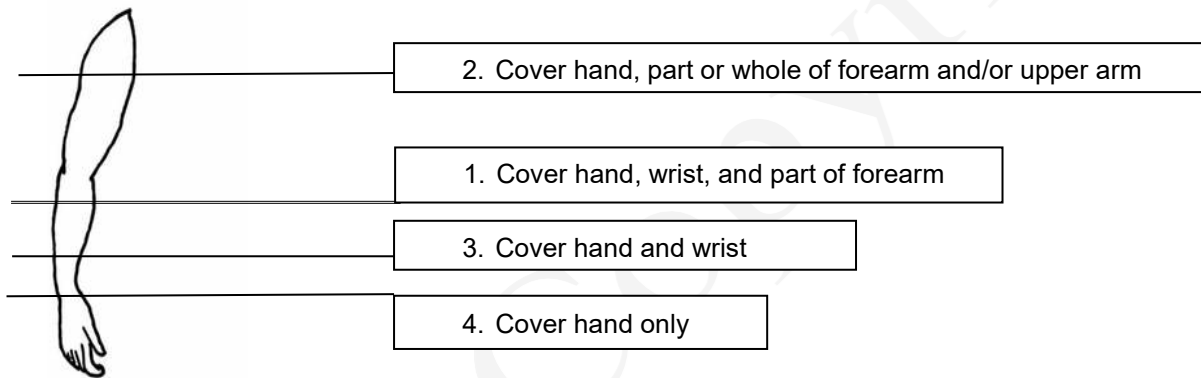 2. Cover hand, part or whole of forearm and/or upper arm
1. Cover hand, wrist, and part of forearm
3. Cover hand and wrist
4. Cover hand only